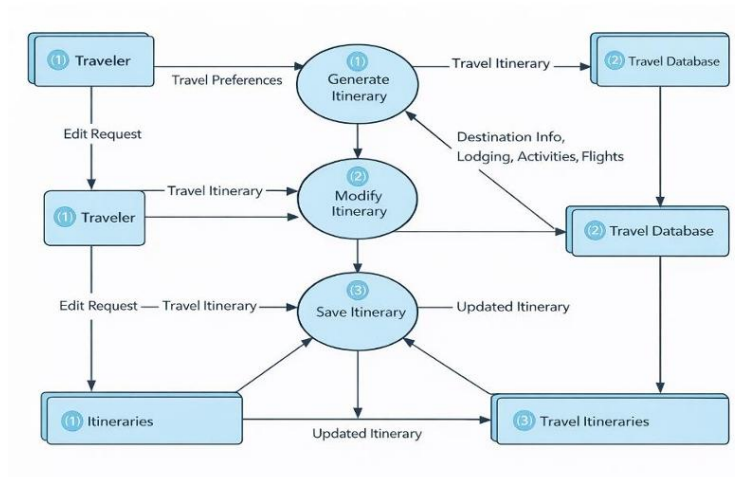 (1) Traveler
Travel Preferences
(1)
Generate
Itinerary
Travel Itinerary
(2) Travel Database
Edit Request
Destination Info,
Lodging, Activities, Flights
(1) Traveler
Travel Itinerary
(2)
Modify
Itinerary
(2) Travel Database
Edit Request
Travel Itinerary
(3)
Save Itinerary
Updated Itinerary
(1) Itineraries
Updated Itinerary
(3) Travel Itineraries